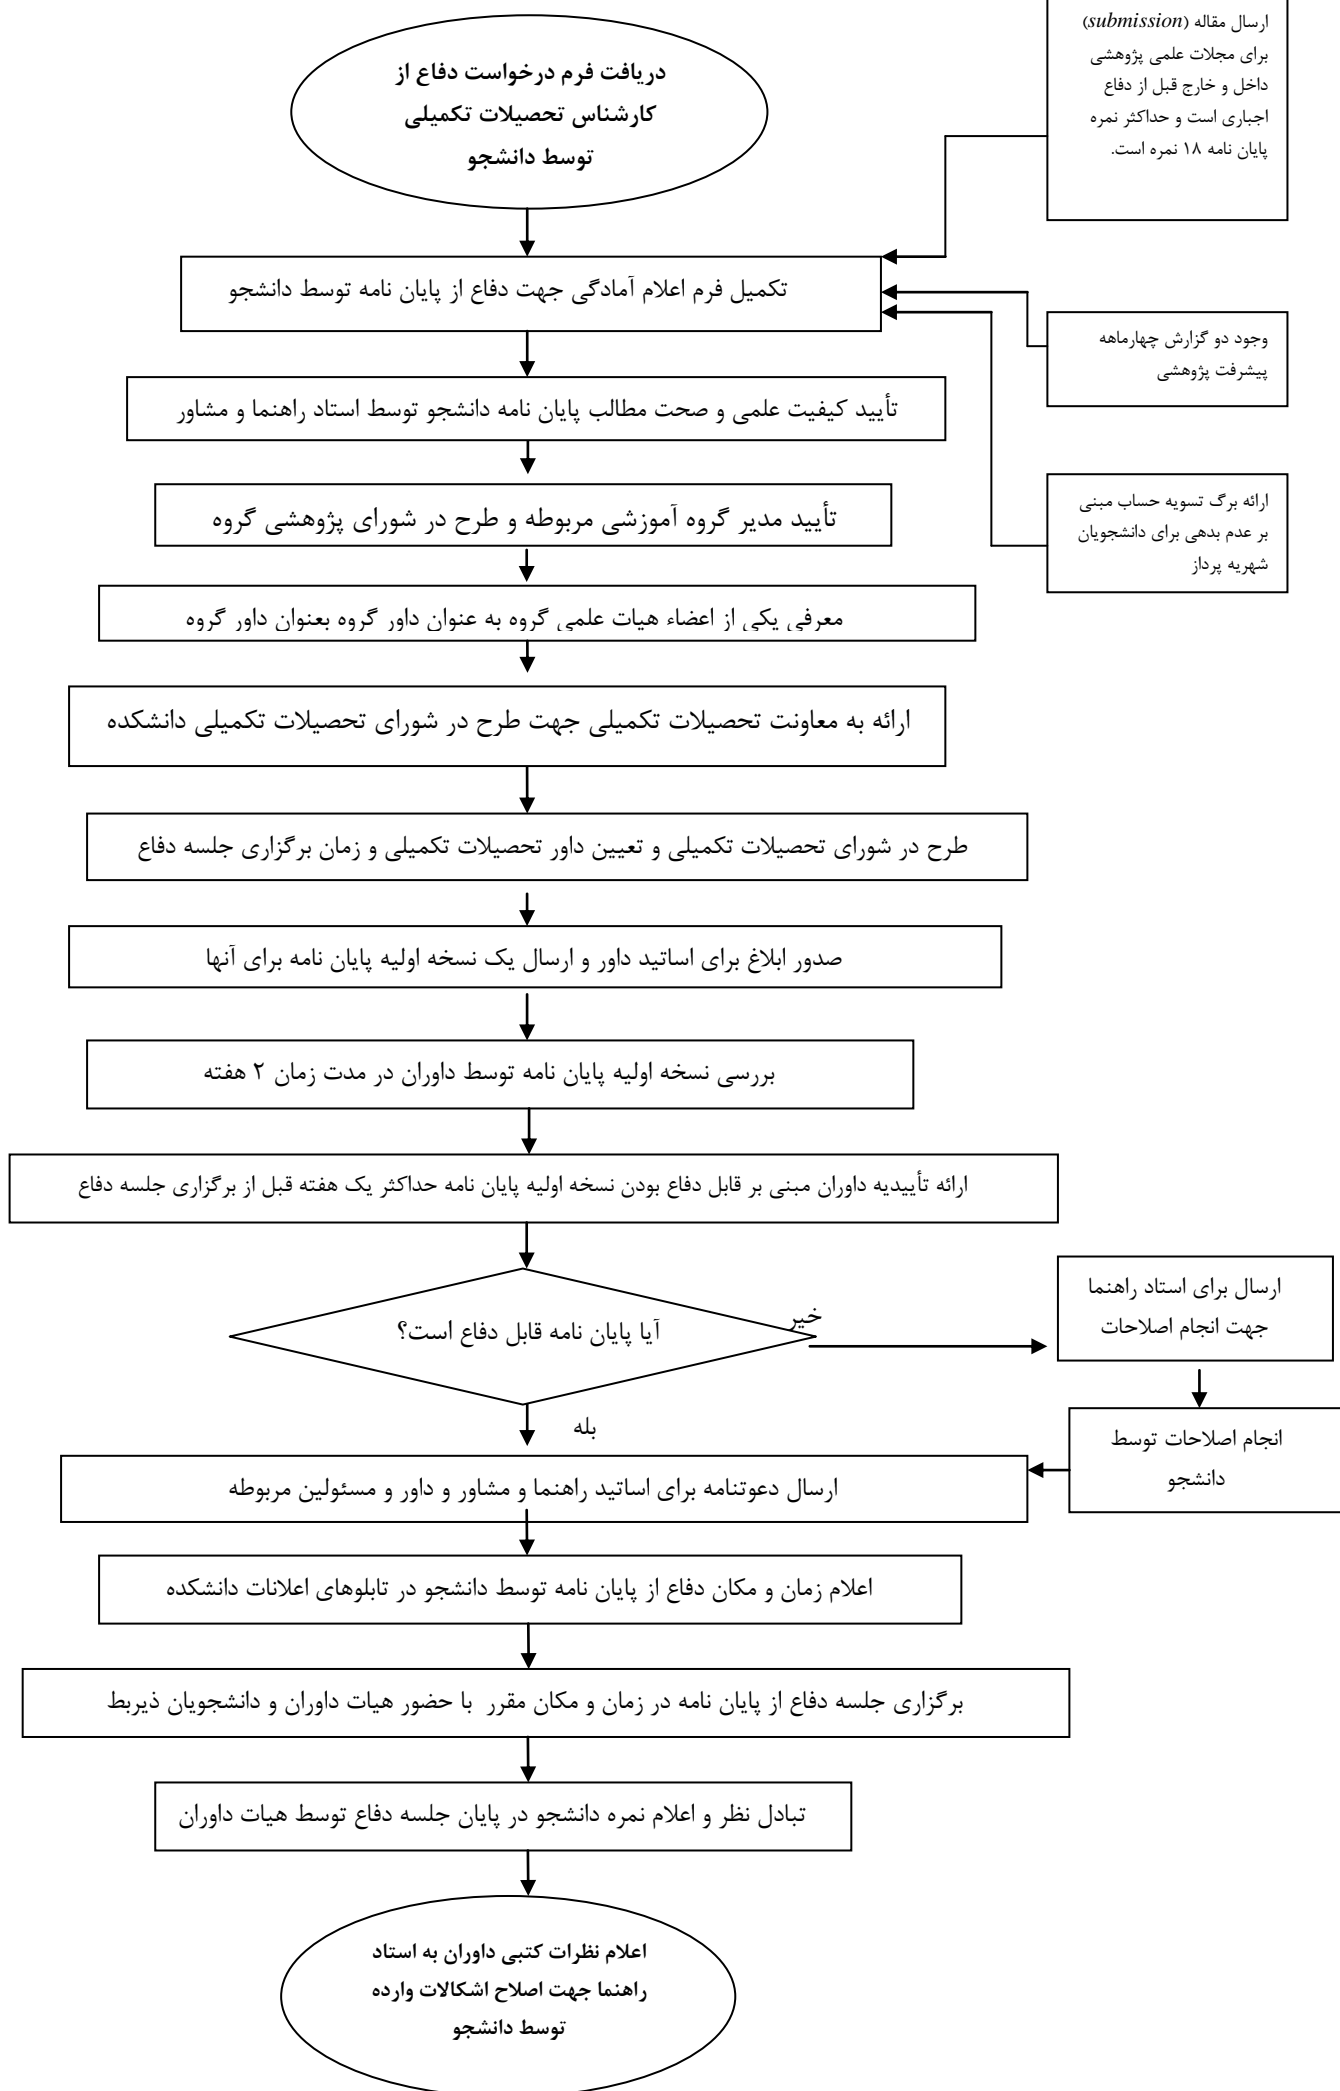 ارسال مقاله (submission)
برای مجلات علمی پژوهشی
داخل و خارج قبل از دفاع
اجباری است و حداکثر نمره
پایان نامه ۱۸ نمره است.
دریافت فرم درخواست دفاع از
کارشناس تحصیلات تکمیلی
توسط دانشجو
تکمیل فرم اعلام آمادگی جهت دفاع از پایان نامه توسط دانشجو
وجود دو گزارش چهارماهه
پیشرفت پژوهشی
تأیید کیفیت علمی و صحت مطالب پایان نامه دانشجو توسط استاد راهنما و مشاور
ارائه برگ تسویه حساب مبنی
بر عدم بدهی برای دانشجویان
شهریه پرداز
تأیید مدیر گروه آموزشی مربوطه و طرح در شورای پژوهشی گروه
معرفی یکی از اعضاء هیات علمی گروه به عنوان داور گروه بعنوان داور گروه
ارائه به معاونت تحصیلات تکمیلی جهت طرح در شورای تحصیلات تکمیلی دانشکده
طرح در شورای تحصیلات تکمیلی و تعیین داور تحصیلات تکمیلی و زمان برگزاری جلسه دفاع
صدور ابلاغ برای اساتید داور و ارسال یک نسخه اولیه پایان نامه برای آنها
بررسی نسخه اولیه پایان نامه توسط داوران در مدت زمان ۲ هفته
ارائه تأییدیه داوران مبنی بر قابل دفاع بودن نسخه اولیه پایان نامه حداکثر یک هفته قبل از برگزاری جلسه دفاع
آیا پایان نامه قابل دفاع است؟
خیر
ارسال برای استاد راهنما
جهت انجام اصلاحات
بله
انجام اصلاحات توسط
دانشجو
ارسال دعوتنامه برای اساتید راهنما و مشاور و داور و مسئولین مربوطه
اعلام زمان و مکان دفاع از پایان نامه توسط دانشجو در تابلوهای اعلانات دانشکده
برگزاری جلسه دفاع از پایان نامه در زمان و مکان مقرر با حضور هیات داوران و دانشجویان ذیربط
تبادل نظر و اعلام نمره دانشجو در پایان جلسه دفاع توسط هیات داوران
اعلام نظرات کتبی داوران به استاد
راهنما جهت اصلاح اشکالات وارده
توسط دانشجو